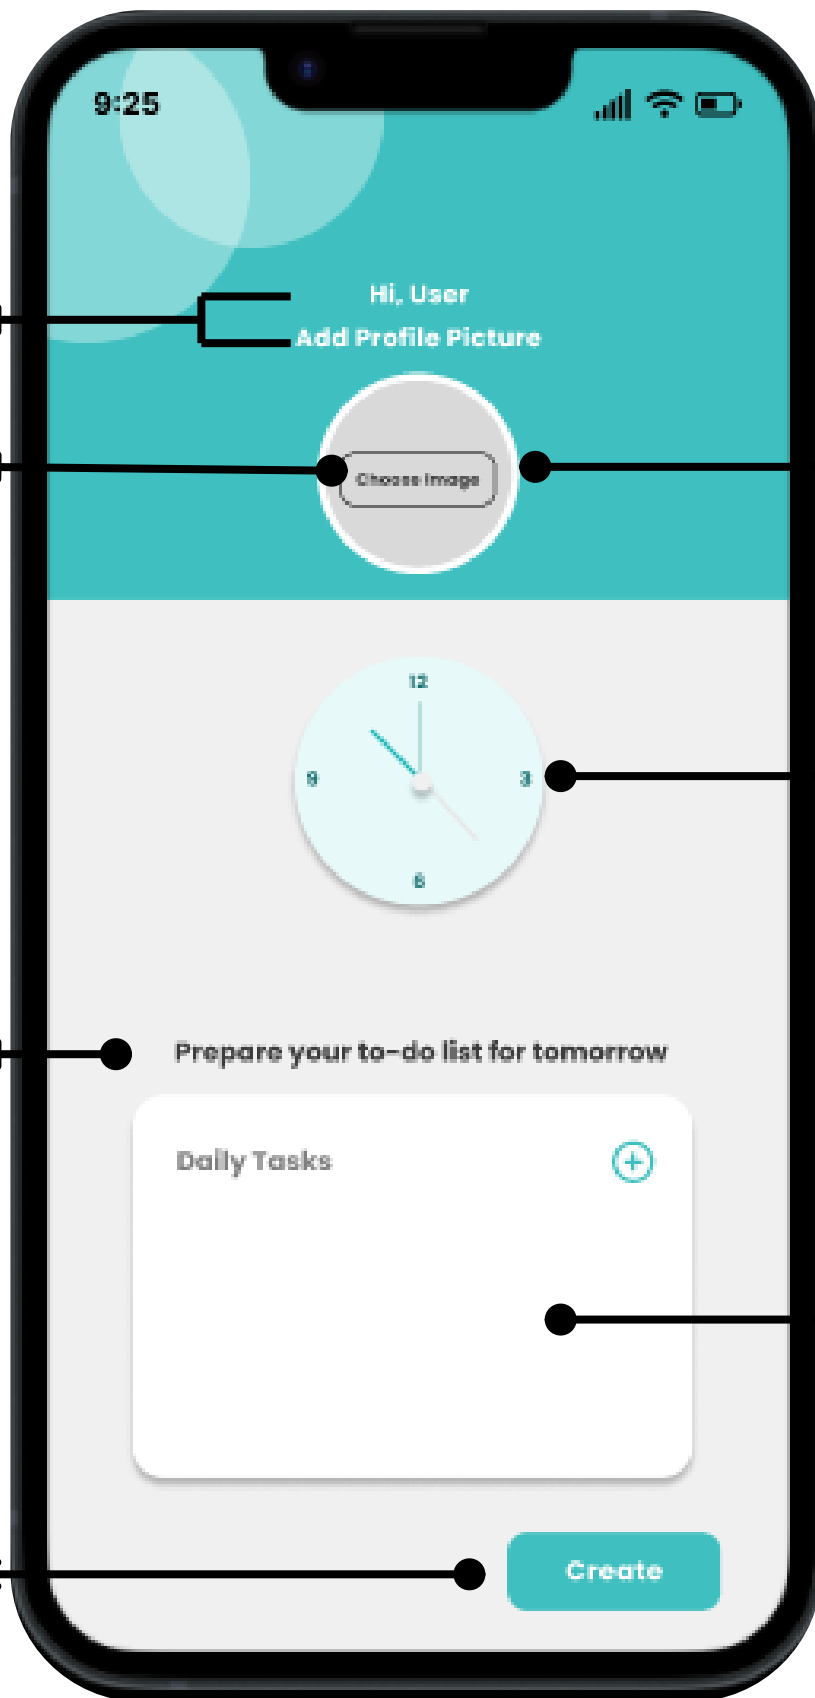 9:25
Hi, User
Add Profile Picture
Choose Image
12
9
3
6
Prepare your to-do list for tomorrow
Daily Tasks
Create